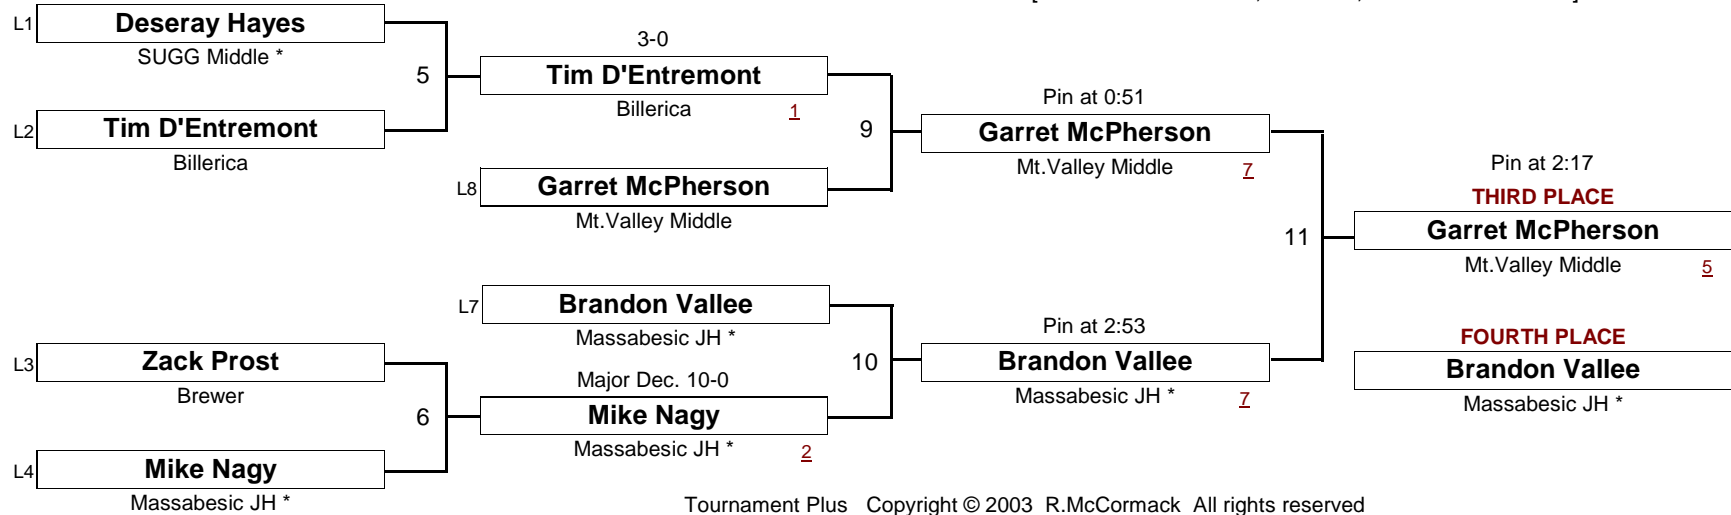 L1 Deseray Hayes
SUGG Middle *
5
L2 Tim D'Entremont
Billerica
3-0
Tim D'Entremont
Billerica 1
9
L8 Garret McPherson
Mt.Valley Middle
Pin at 0:51
Garret McPherson
Mt.Valley Middle 7
Pin at 2:17
THIRD PLACE
11
Garret McPherson
Mt.Valley Middle 5
L7 Brandon Vallee
Massabesic JH *
10
L3 Zack Prost
Brewer
6
Major Dec. 10-0
Mike Nagy
Massabesic JH * 2
L4 Mike Nagy
Massabesic JH *
Pin at 2:53
Brandon Vallee
Massabesic JH * 7
FOURTH PLACE
Brandon Vallee
Massabesic JH *
Tournament Plus Copyright © 2003 R.McCormack All rights reserved